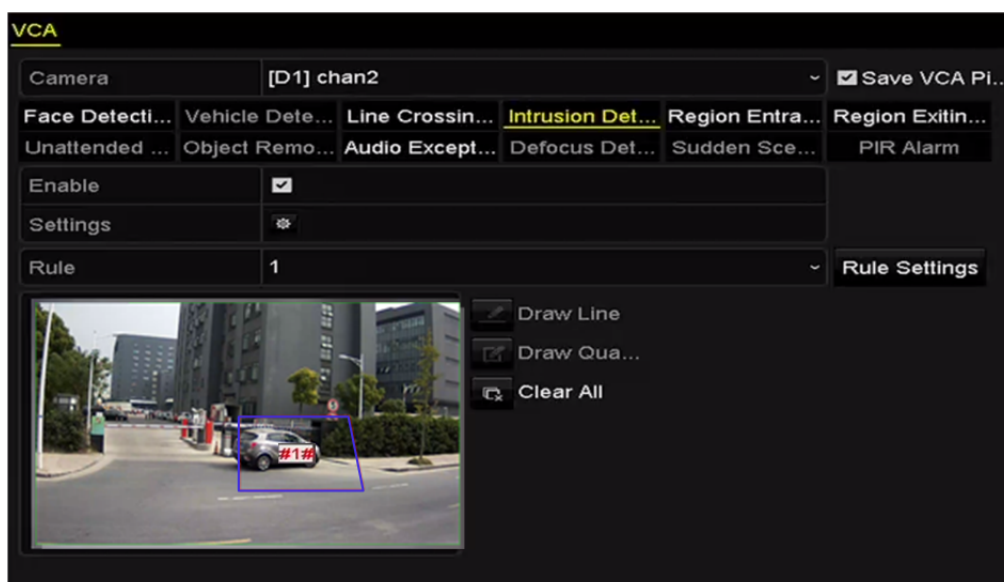 VCA
Camera [D1] chan2 Save VCA Pi...
Face Detecti... Vehicle Dete... Line Crossin... Intrusion Det... Region Entra... Region Exitin...
Unattended ... Object Remo... Audio Except... Defocus Det... Sudden Sce... PIR Alarm
Enable
Settings
Rule 1 Rule Settings
Draw Line
Draw Qua...
Clear All
#1#